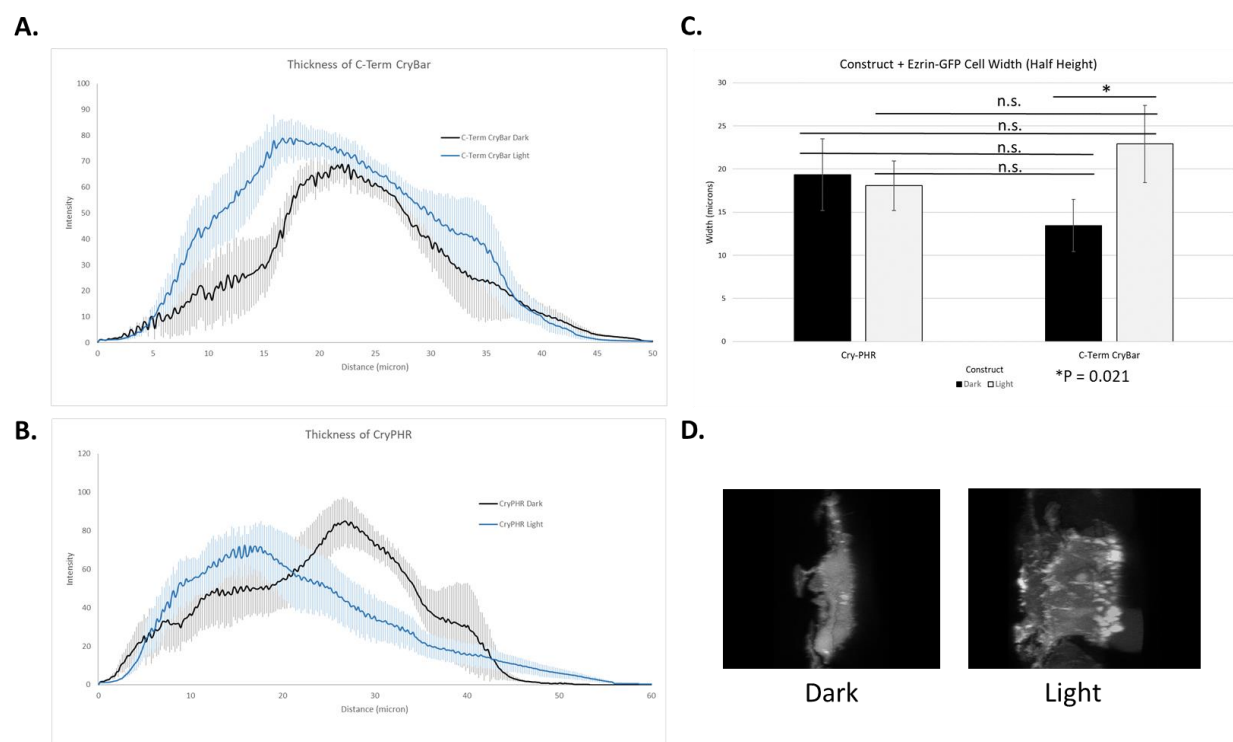 A.
Thickness of C-Term CryBar
100
90
80
70
60
50
40
30
20
10
0
Intensity
C-Term CryBar Dark
C-Term CryBar Light
0 5 10 15 20 25 30 35 40 45 50
Distance (micron)
B.
Thickness of CryPHR
120
100
80
60
40
20
0
Intensity
CryPHR Dark
CryPHR Light
0 10 20 30 40 50 60
Distance (micron)
C.
Construct + Ezrin-GFP Cell Width (Half Height)
30
25
20
15
10
5
0
Width (microns)
*
n.s.
n.s.
n.s.
n.s.
Cry-PHR C-Term CryBar
Construct
Dark Light
*P = 0.021
D.
Dark Light